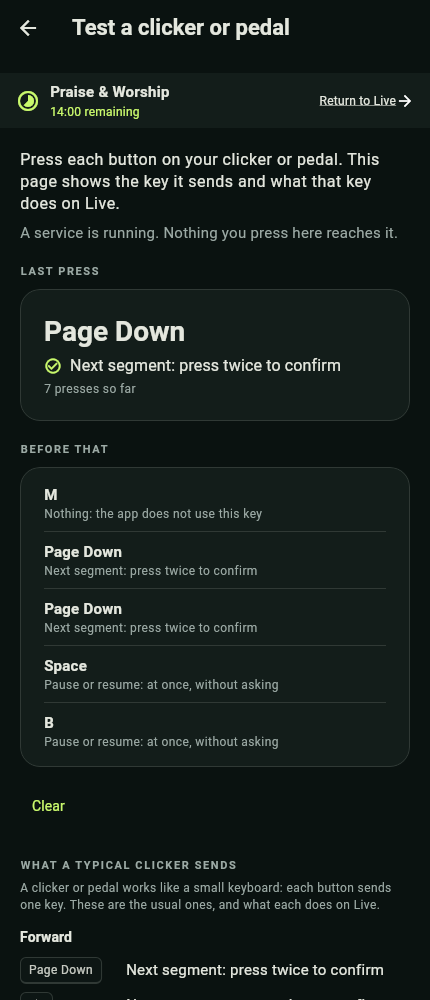 Test a clicker or pedal
Praise & Worship
14:00 remaining
Return to Live
Press each button on your clicker or pedal. This
page shows the key it sends and what that key
does on Live.
A service is running. Nothing you press here reaches it.
LAST PRESS
Page Down
Next segment: press twice to confirm
7 presses so far
BEFORE THAT
M
Nothing: the app does not use this key
Page Down
Next segment: press twice to confirm
Page Down
Next segment: press twice to confirm
Space
Pause or resume: at once, without asking
B
Pause or resume: at once, without asking
Clear
WHAT A TYPICAL CLICKER SENDS
A clicker or pedal works like a small keyboard: each button sends
one key. These are the usual ones, and what each does on Live.
Forward
Page Down
Next segment: press twice to confirm